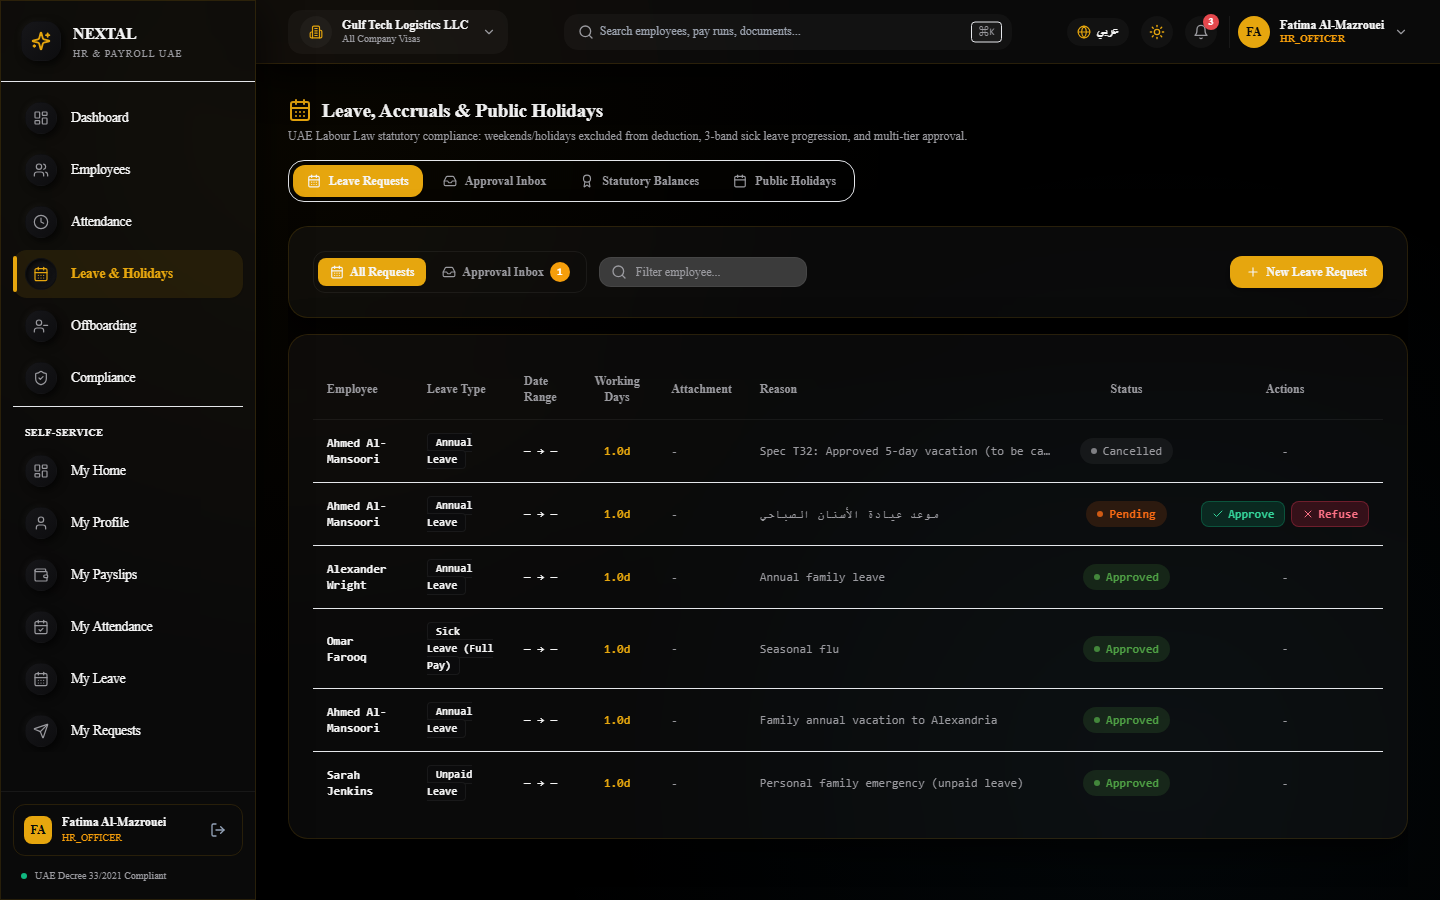 NEXTAL
HR & PAYROLL UAE
Gulf Tech Logistics LLC
All Company Visas
Search employees, pay runs, documents...
⌘K
عربي
3
FA
Fatima Al-Mazrouei
HR_OFFICER
Dashboard
Employees
Attendance
Leave & Holidays
Offboarding
Compliance
SELF-SERVICE
My Home
My Profile
My Payslips
My Attendance
My Leave
My Requests
FA
Fatima Al-Mazrouei
HR_OFFICER
UAE Decree 33/2021 Compliant
Leave, Accruals & Public Holidays
UAE Labour Law statutory compliance: weekends/holidays excluded from deduction, 3-band sick leave progression, and multi-tier approval.
Leave Requests Approval Inbox Statutory Balances Public Holidays
All Requests Approval Inbox 1 Filter employee... + New Leave Request
Employee Leave Type Date Range Working Days Attachment Reason Status Actions
Ahmed Al-Mansoori Annual Leave — → — 1.0d - Spec T32: Approved 5-day vacation (to be ca… Cancelled -
Ahmed Al-Mansoori Annual Leave — → — 1.0d - موعد عيادة الأسنان الصباحي Pending Approve Refuse
Alexander Wright Annual Leave — → — 1.0d - Annual family leave Approved -
Omar Farooq Sick Leave (Full Pay) — → — 1.0d - Seasonal flu Approved -
Ahmed Al-Mansoori Annual Leave — → — 1.0d - Family annual vacation to Alexandria Approved -
Sarah Jenkins Unpaid Leave — → — 1.0d - Personal family emergency (unpaid leave) Approved -